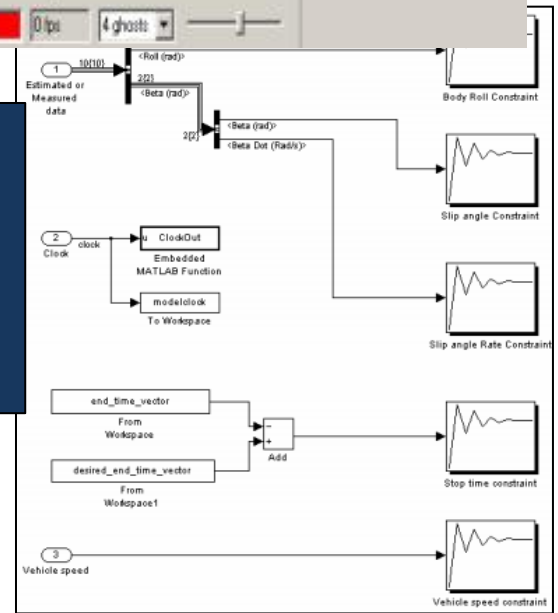 0 fps
4 ghosts
<Roll (rad)>
1
10{10}
Estimated or
Measured
data
2{2}
<Beta (rad)>
Body Roll Constraint
2{2}
<Beta (rad)>
<Beta Dot (Rad/s)>
Slip angle Constraint
2
clock
Clock
u
ClockOut
Embedded
MATLAB Function
modelclock
To Workspace
Slip angle Rate Constraint
end_time_vector
From
Workspace
−
+
Add
desired_end_time_vector
From
Workspace1
Stop time constraint
3
Vehicle speed
Vehicle speed constraint